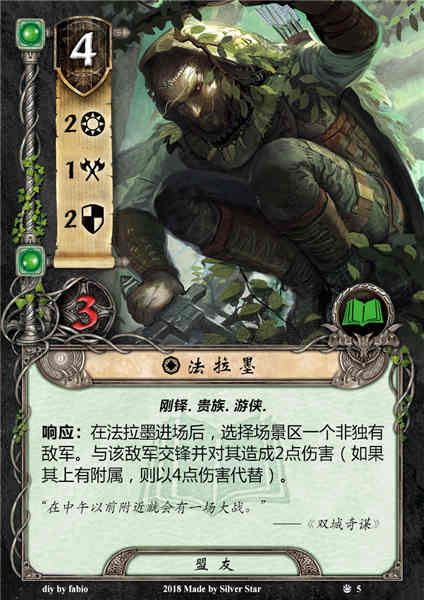 4
2
1
2
3
法拉墨
刚铎. 贵族. 游侠.
响应：在法拉墨进场后，选择场景区一个非独有
敌军。与该敌军交锋并对其造成2点伤害（如果
其上有附属，则以4点伤害代替）。
“在中午以前附近就会有一场大战。”
——《双城奇谋》
盟友
diy by fabio
2018 Made by Silver Star
5